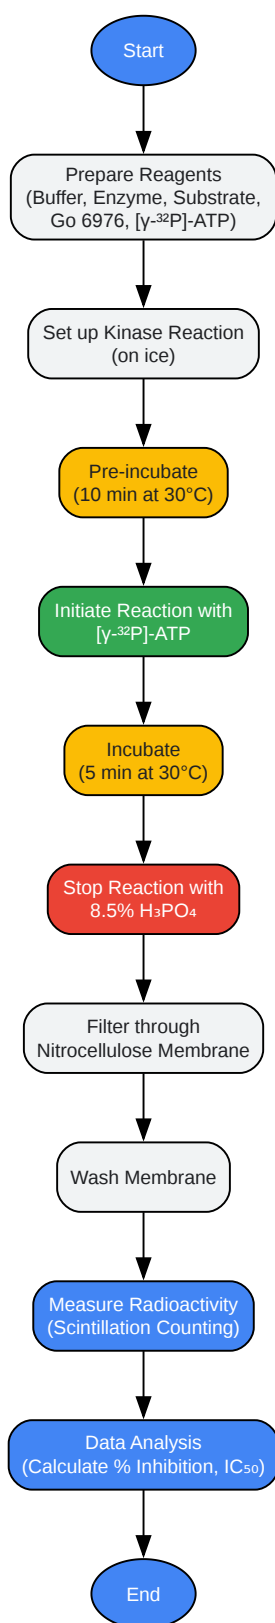 Start
Prepare Reagents
(Buffer, Enzyme, Substrate,
Go 6976, [γ-³²P]-ATP)
Set up Kinase Reaction
(on ice)
Pre-incubate
(10 min at 30°C)
Initiate Reaction with
[γ-³²P]-ATP
Incubate
(5 min at 30°C)
Stop Reaction with
8.5% H₃PO₄
Filter through
Nitrocellulose Membrane
Wash Membrane
Measure Radioactivity
(Scintillation Counting)
Data Analysis
(Calculate % Inhibition, IC₅₀)
End